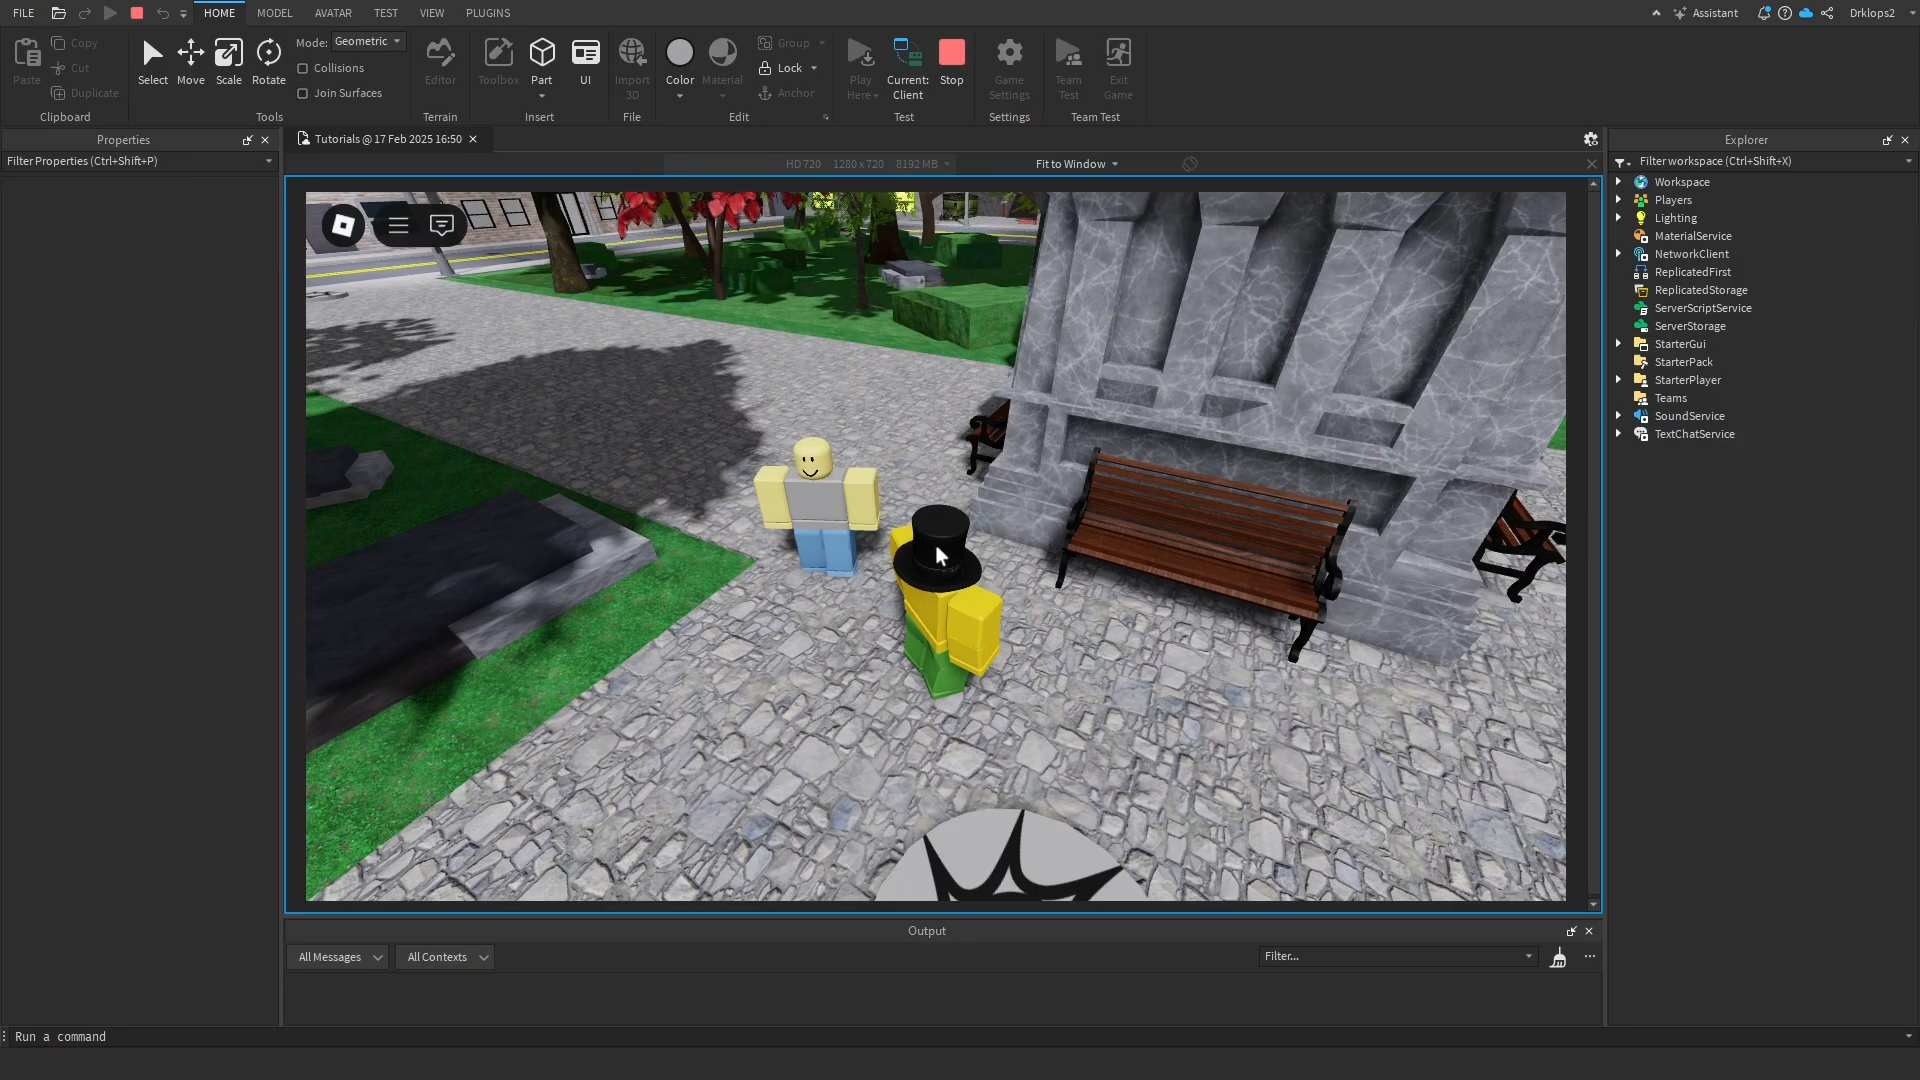 FILE HOME MODEL AVATAR TEST VIEW PLUGINS Assistant Drklops2
Paste Copy Cut Duplicate Clipboard
Select Move Scale Rotate Mode: Geometric Collisions Join Surfaces Tools
Editor Terrain
Toolbox Part UI Insert
Import 3D File
Color Material Group Lock Anchor Edit
Play Here Current: Client Stop Test
Game Settings Settings
Team Test Exit Game Team Test
Properties
Filter Properties (Ctrl+Shift+P)
Tutorials @ 17 Feb 2025 16:50
HD 720 1280 x 720 8192 MB Fit to Window
Explorer
Filter workspace (Ctrl+Shift+X)
Workspace
Players
Lighting
MaterialService
NetworkClient
ReplicatedFirst
ReplicatedStorage
ServerScriptService
ServerStorage
StarterGui
StarterPack
StarterPlayer
Teams
SoundService
TextChatService
Output
All Messages All Contexts Filter...
Run a command